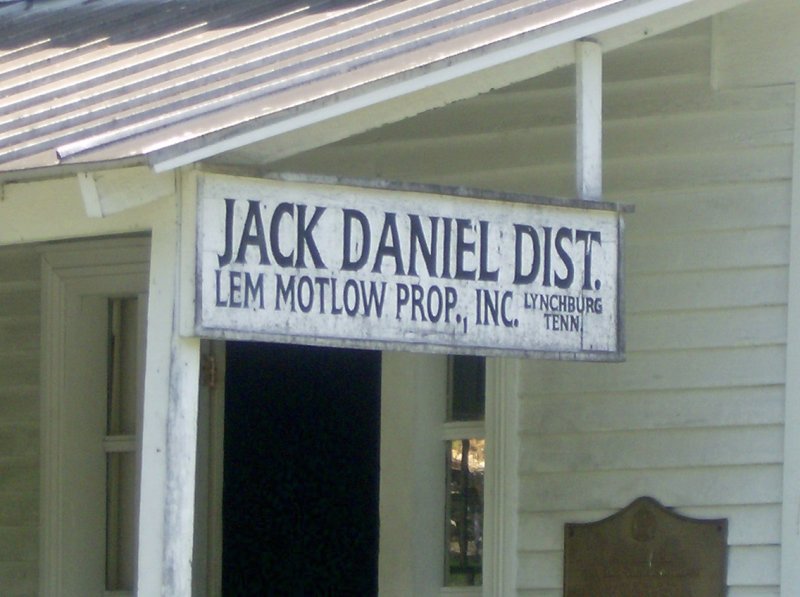 JACK DANIEL DIST.
LEM MOTLOW PROP., INC. LYNCHBURG
TENN.